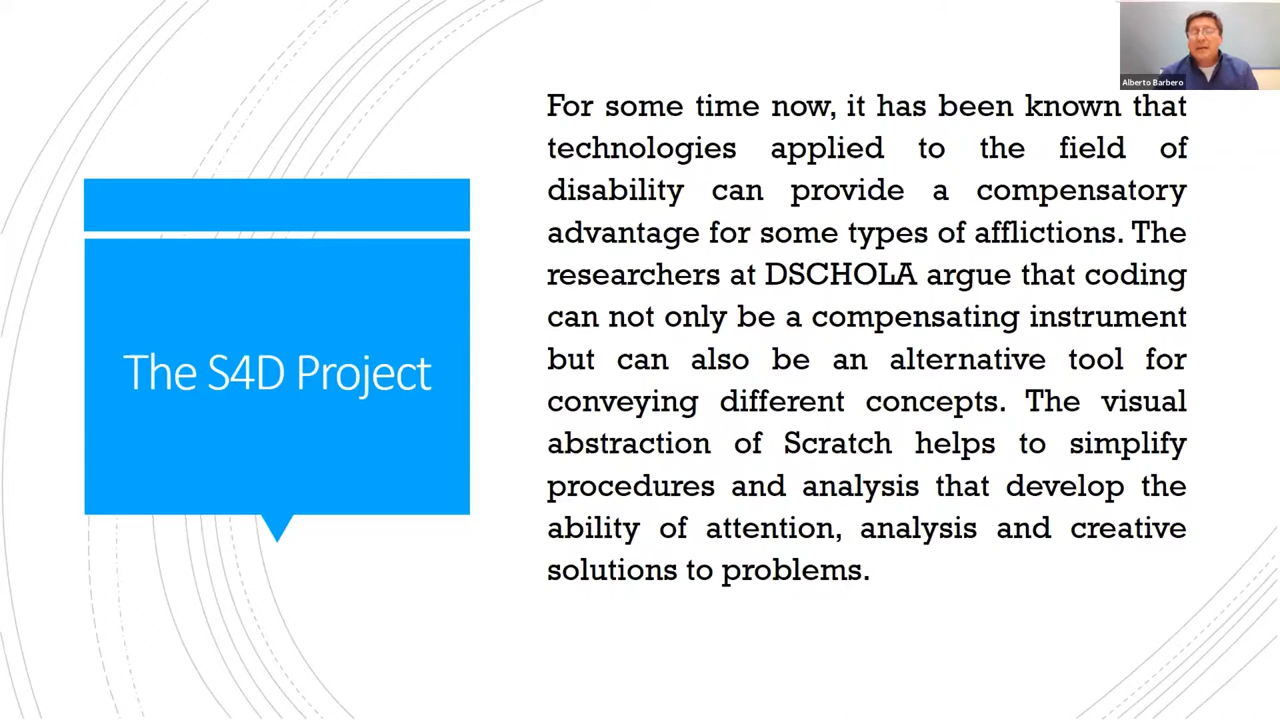 Alberto Barbero
The S4D Project
For some time now, it has been known that
technologies applied to the field of
disability can provide a compensatory
advantage for some types of afflictions. The
researchers at DSCHOLA argue that coding
can not only be a compensating instrument
but can also be an alternative tool for
conveying different concepts. The visual
abstraction of Scratch helps to simplify
procedures and analysis that develop the
ability of attention, analysis and creative
solutions to problems.